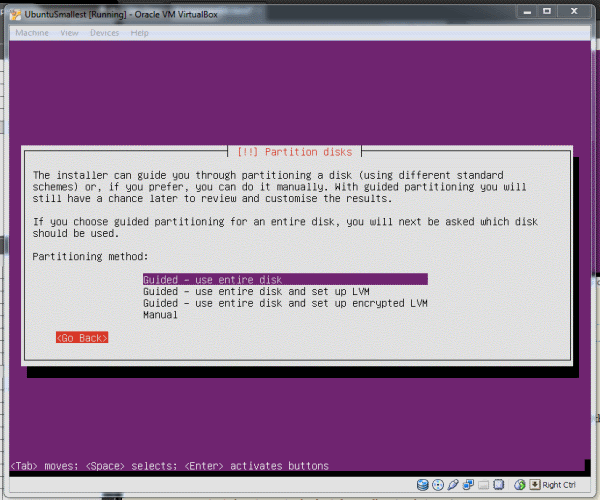 UbuntuSmallest [Running] - Oracle VM VirtualBox
Machine View Devices Help
[!!] Partition disks
The installer can guide you through partitioning a disk (using different standard
schemes) or, if you prefer, you can do it manually. With guided partitioning you will
still have a chance later to review and customise the results.
If you choose guided partitioning for an entire disk, you will next be asked which disk
should be used.
Partitioning method:
Guided - use entire disk
Guided - use entire disk and set up LVM
Guided - use entire disk and set up encrypted LVM
Manual
<Go Back>
<Tab> moves; <Space> selects; <Enter> activates buttons
Right Ctrl